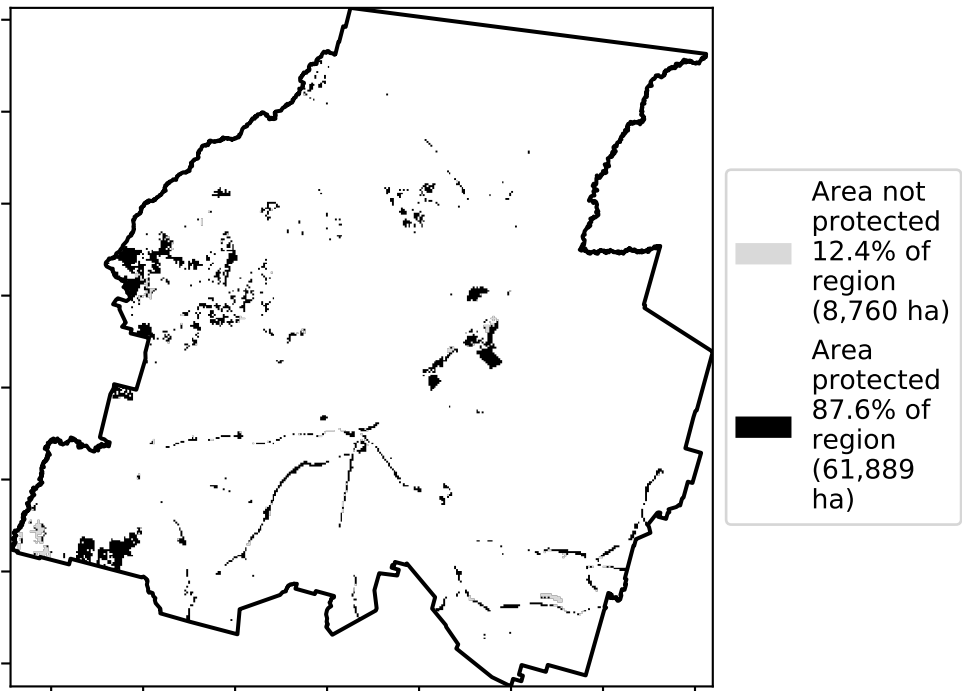 Area not
protected
12.4% of
region
(8,760 ha)
Area
protected
87.6% of
region
(61,889
ha)